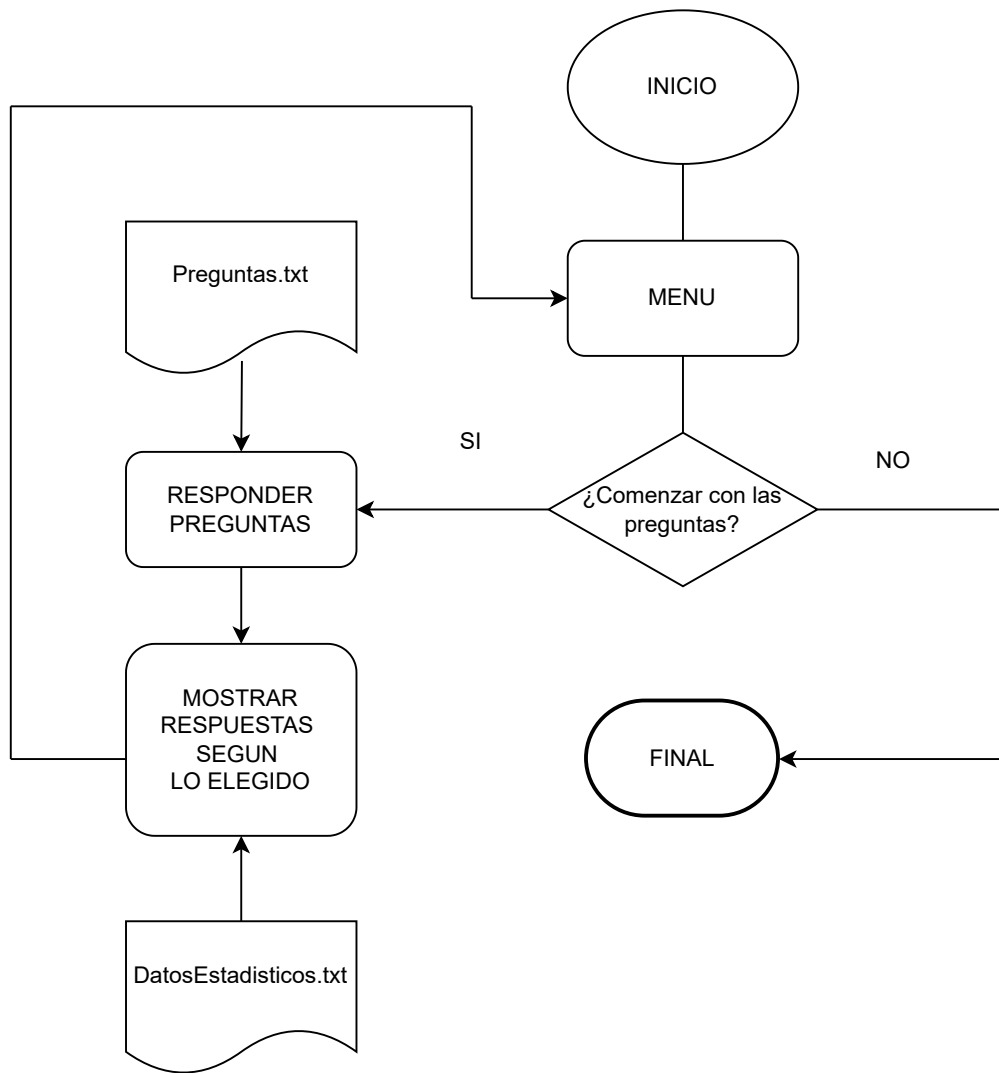 INICIO
Preguntas.txt
MENU
SI
NO
¿Comenzar con las
preguntas?
RESPONDER
PREGUNTAS
MOSTRAR
RESPUESTAS
SEGUN
LO ELEGIDO
FINAL
DatosEstadisticos.txt